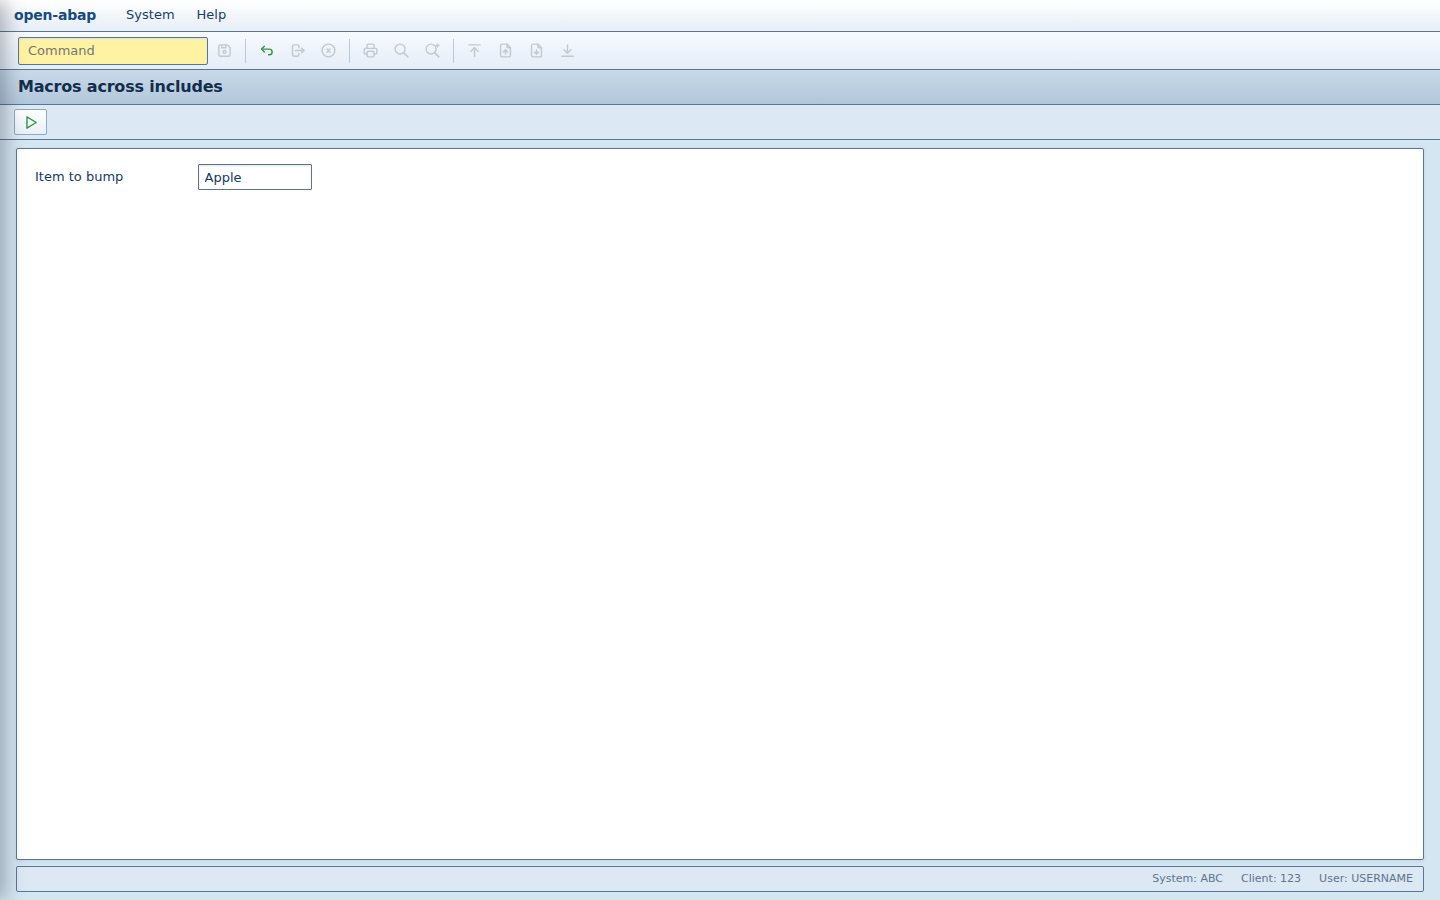 open-abap System Help
Command
Macros across includes
Item to bump Apple
System: ABC Client: 123 User: USERNAME